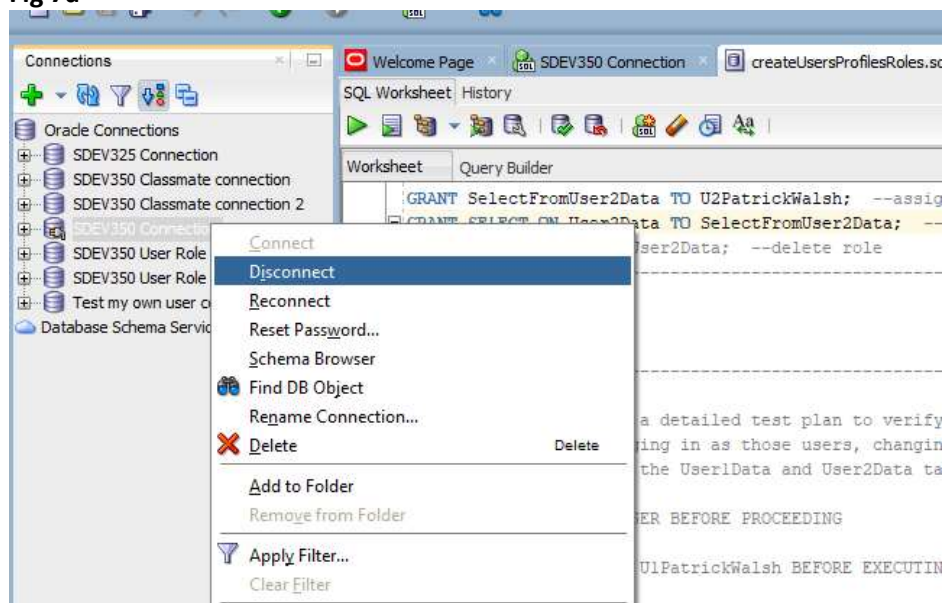 Connections
Welcome Page
SDEV350 Connection
createUsersProfilesRoles.s
SQL Worksheet History
Oracle Connections
SDEV325 Connection
SDEV350 Classmate connection
SDEV350 Classmate connection 2
SDEV350 Connectio
SDEV350 User Role
SDEV350 User Role
Test my own user c
Database Schema Servic
Worksheet Query Builder
GRANT SelectFromUser2Data TO U2PatrickWalsh; --assig
GRANT SELECT ON User2Data TO SelectFromUser2Data; --
User2Data; --delete role
Connect
Disconnect
Reconnect
Reset Password...
Schema Browser
Find DB Object
Rename Connection...
Delete Delete
Add to Folder
Remove from Folder
Apply Filter...
Clear Filter
a detailed test plan to verify
ing in as those users, changin
the User1Data and User2Data ta
ER BEFORE PROCEEDING
U1PatrickWalsh BEFORE EXECUTIN